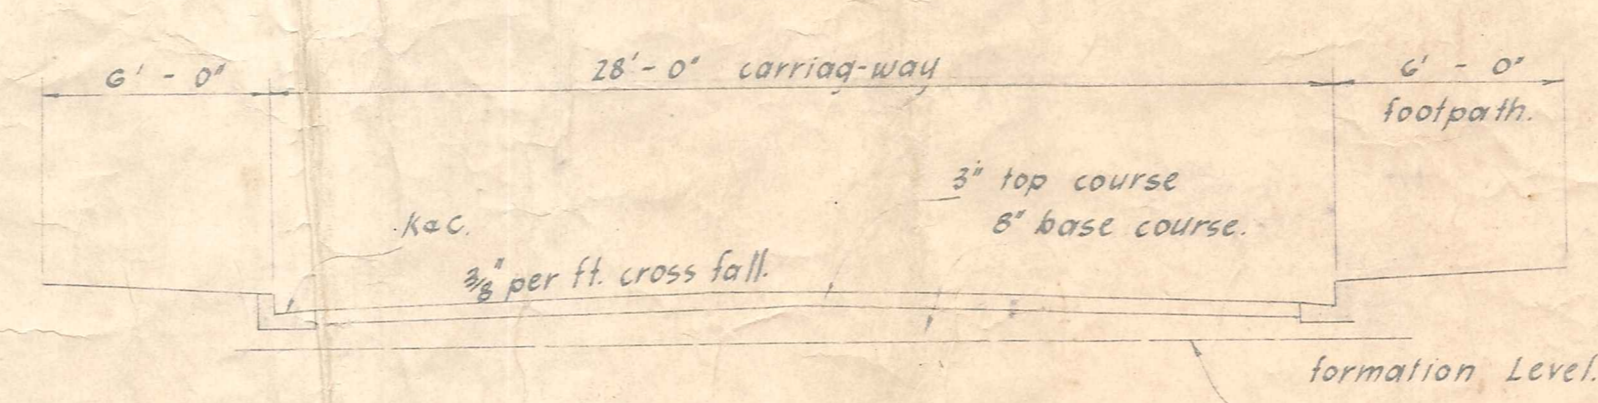 6' - 0"
28'- 0" carriag-way
6' - 0"
footpath.
3" top course
8" base course.
K&C.
3/8" per ft. cross fall.
formation Level.